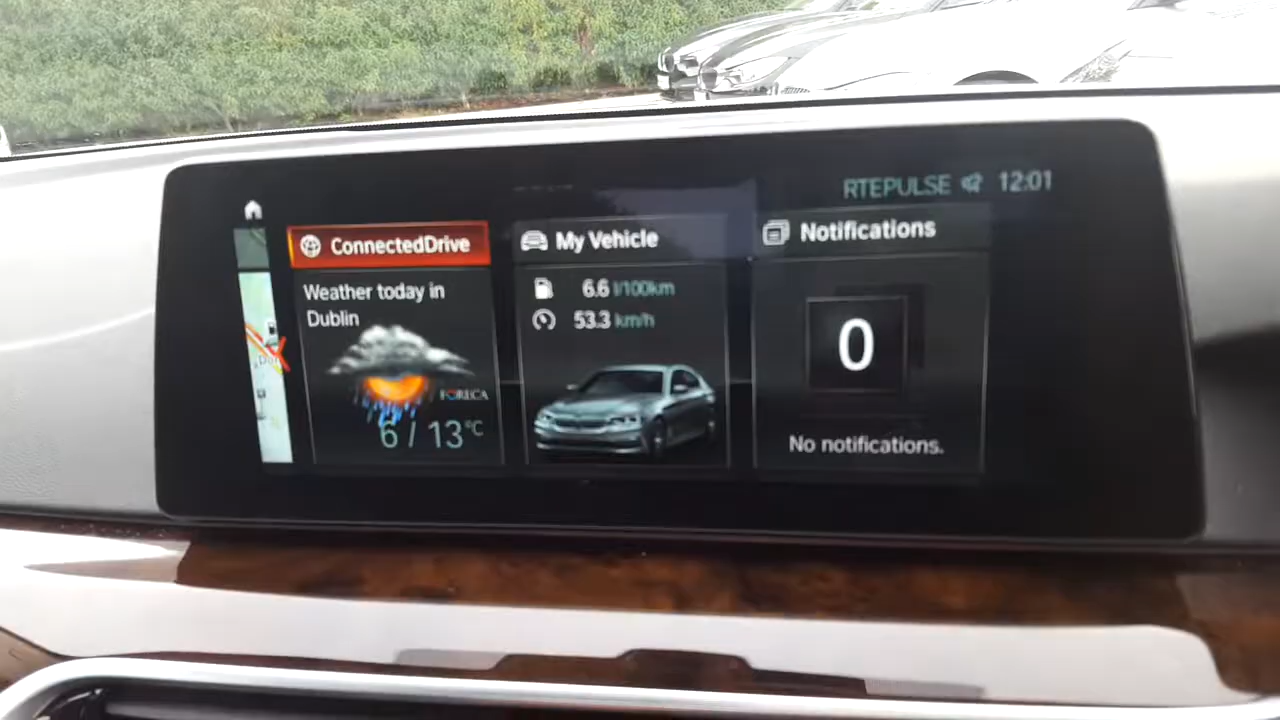 RTEPULSE 12:01
ConnectedDrive
Weather today in
Dublin
FORECA
6 / 13°C
My Vehicle
6.6 l/100km
53.3 km/h
Notifications
0
No notifications.